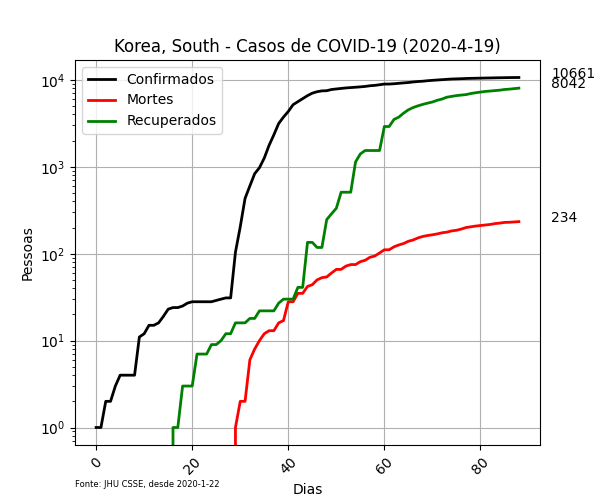 Korea, South - Casos de COVID-19 (2020-4-19)
Confirmados
Mortes
Recuperados
10661
8042
234
10⁴
10³
10²
10¹
10⁰
Pessoas
0
20
40
60
80
Dias
Fonte: JHU CSSE, desde 2020-1-22